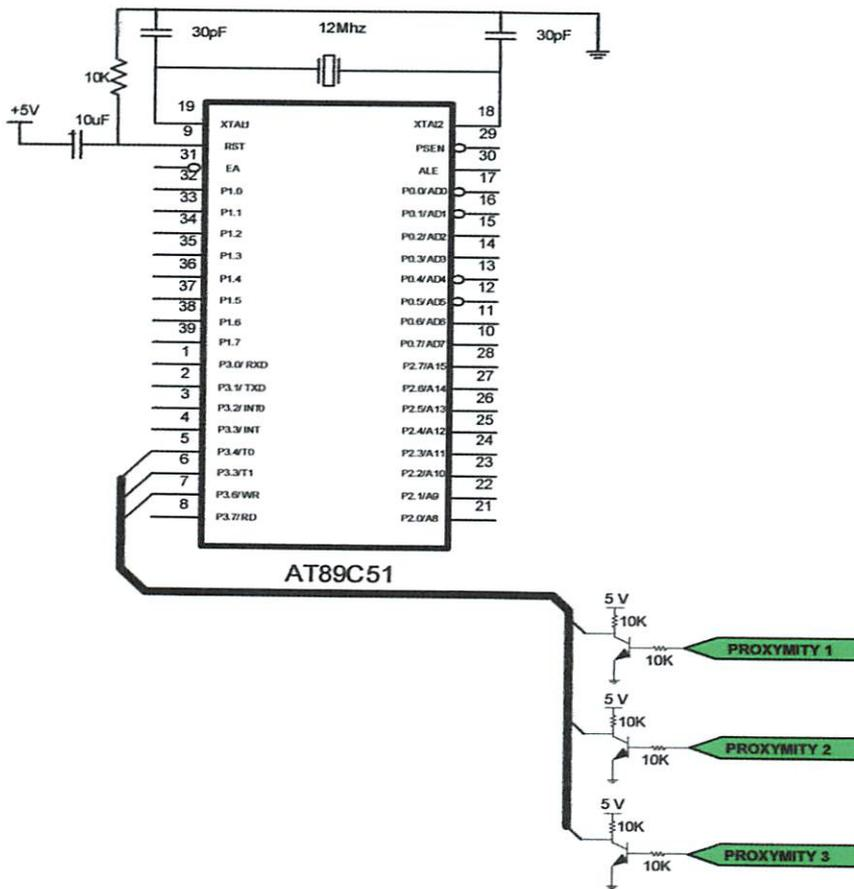 30pF
12Mhz
30pF
10K
+5V
10uF
19
XTAL1
XTAl2
18
9
RST
PSEN
29
31
EA
ALE
30
32
P1.0
P0.0/AD0
17
33
P1.1
P0.1/AD1
16
34
P1.2
P0.2/AD2
15
35
P1.3
P0.3/AD3
14
36
P1.4
P0.4/AD4
13
37
P1.5
P0.5/AD5
12
38
P1.6
P0.6/AD6
11
39
P1.7
P0.7/AD7
10
1
P3.0/ RXD
P2.7/A15
28
2
P3.1/ TXD
P2.6/A14
27
3
P3.2/ INT0
P2.5/A13
26
4
P3.3/ INT
P2.4/A12
25
5
P3.4/T0
P2.3/A11
24
6
P3.3/T1
P2.2/A10
23
7
P3.6/WR
P2.1/A9
22
8
P3.7/RD
P2.0/A8
21
AT89C51
5 V
10K
10K
PROXYMITY 1
5 V
10K
10K
PROXYMITY 2
5 V
10K
10K
PROXYMITY 3